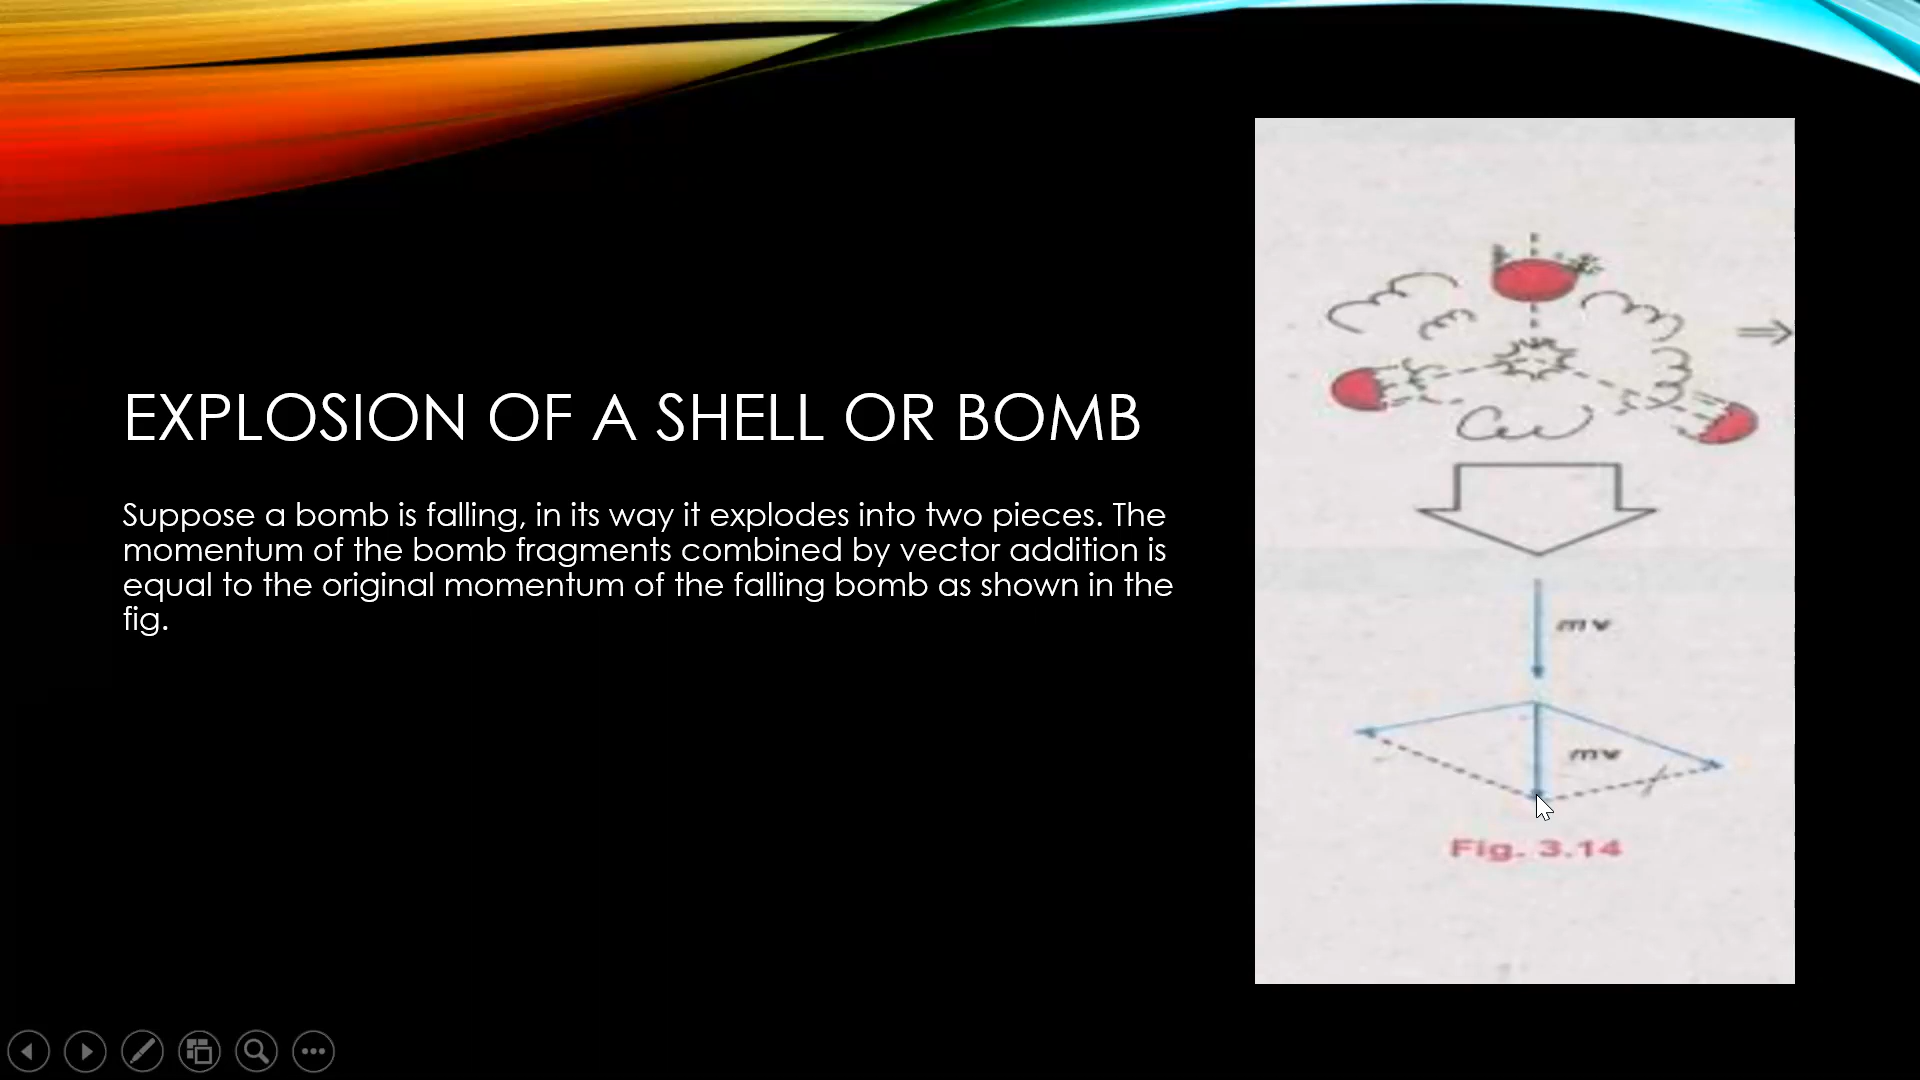 EXPLOSION OF A SHELL OR BOMB
Suppose a bomb is falling, in its way it explodes into two pieces. The
momentum of the bomb fragments combined by vector addition is
equal to the original momentum of the falling bomb as shown in the
fig.
mv
mv
Fig. 3.14